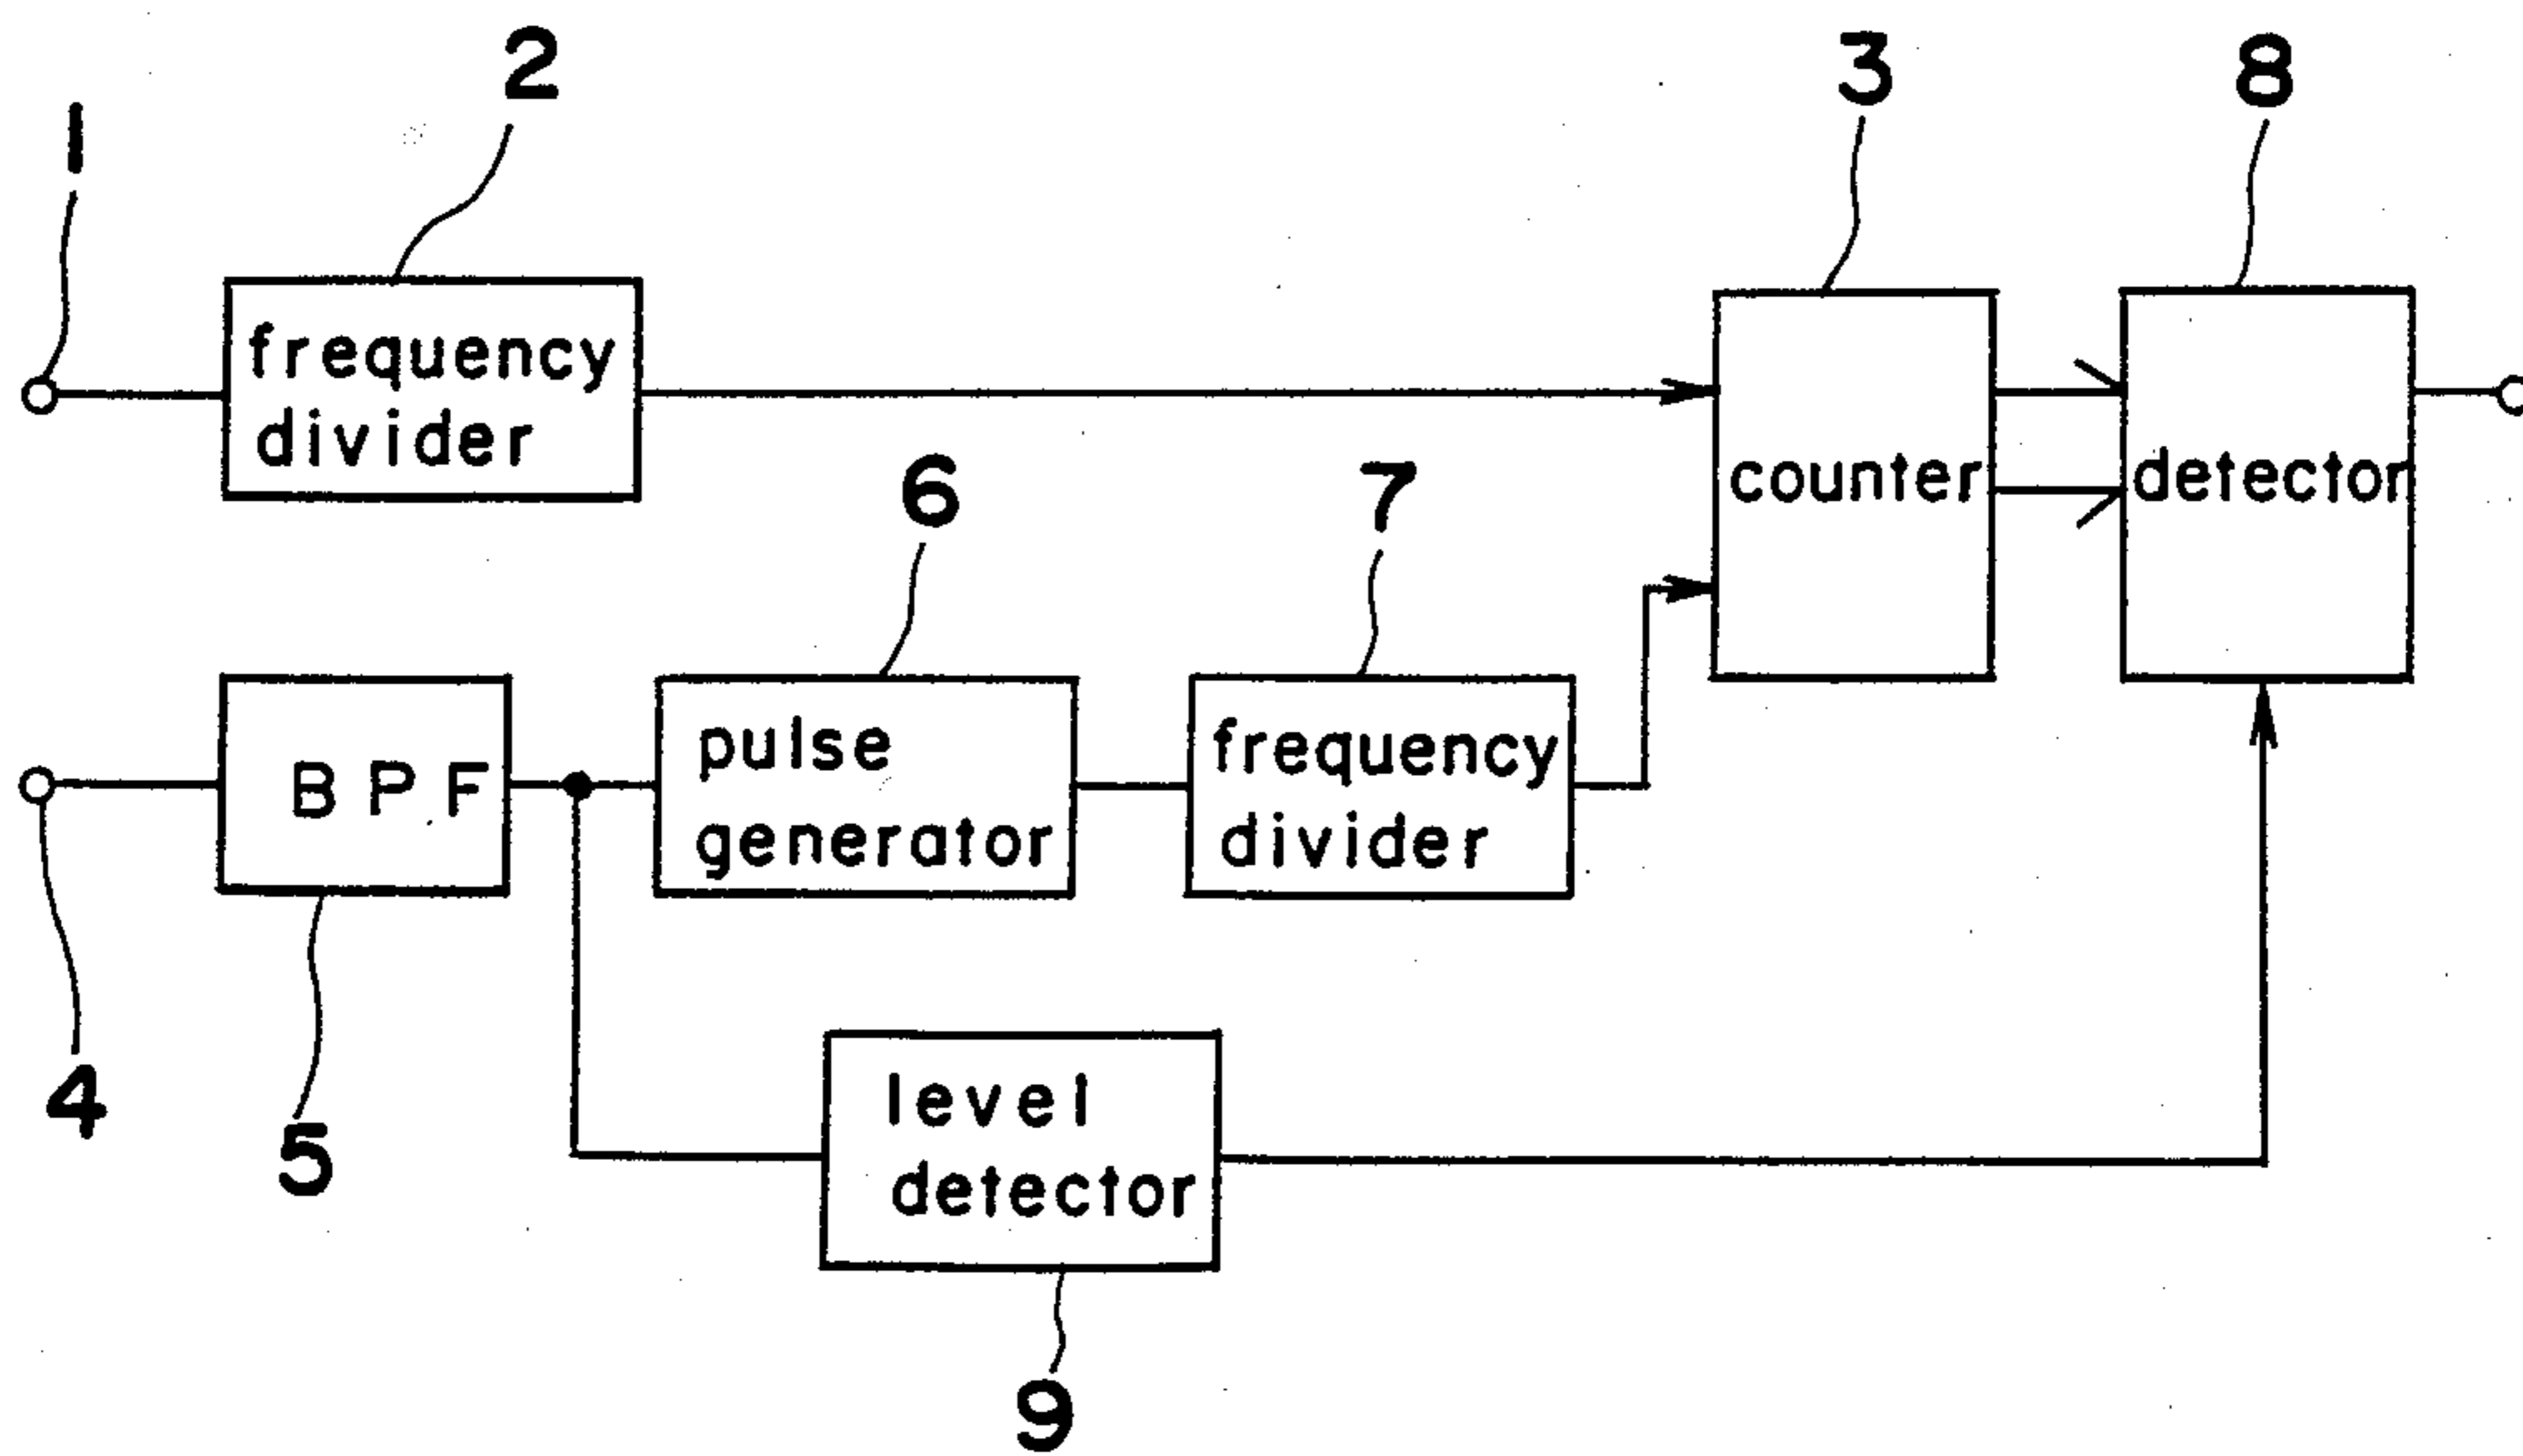 1
2
3
8
frequency
divider
counter
detector
6
7
BPF
pulse
generator
frequency
divider
4
5
level
detector
9